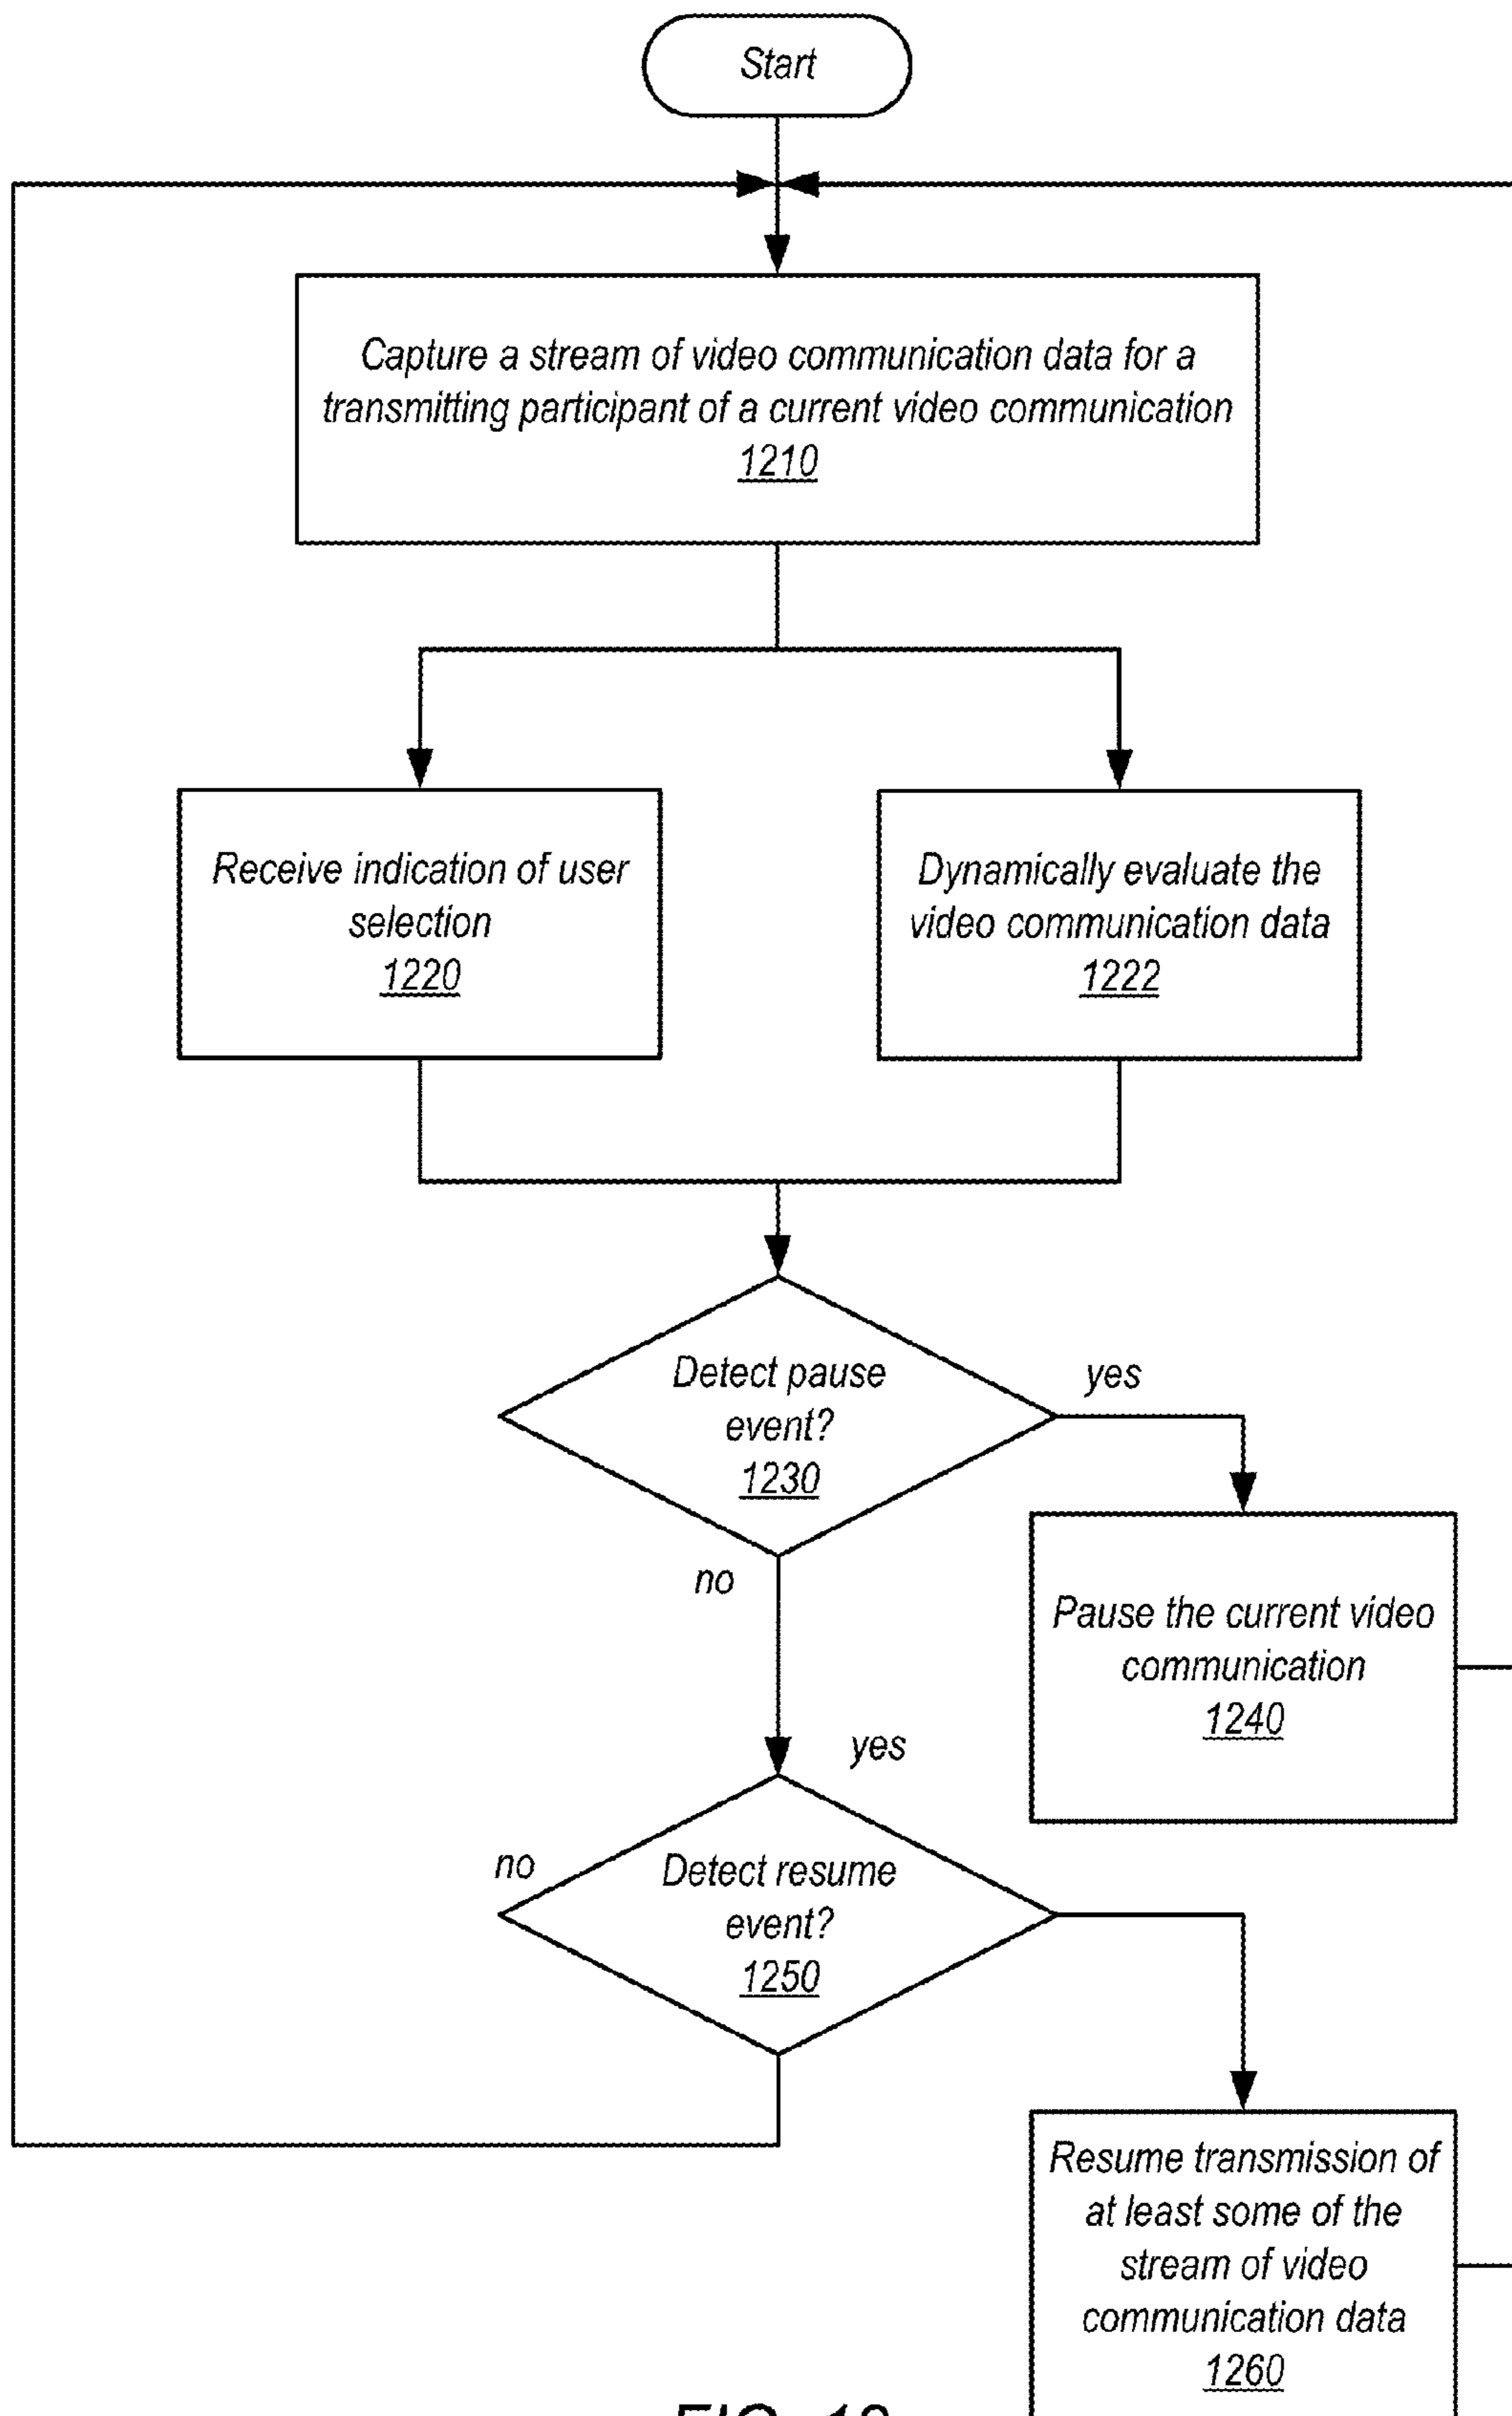 Start
Capture a stream of video communication data for a
transmitting participant of a current video communication
1210
Receive indication of user
selection
1220
Dynamically evaluate the
video communication data
1222
Detect pause
event?
1230
yes
no
Pause the current video
communication
1240
yes
no
Detect resume
event?
1250
Resume transmission of
at least some of the
stream of video
communication data
1260
FIG.